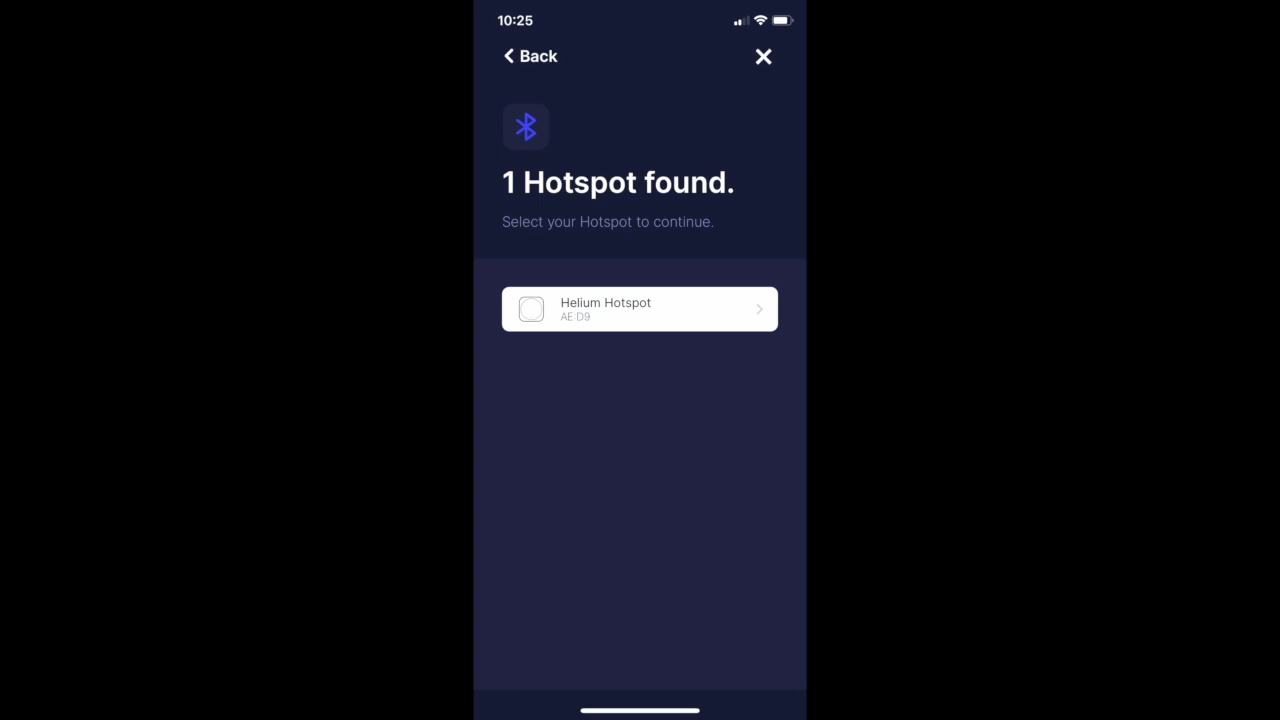 10:25
Back
1 Hotspot found.
Select your Hotspot to continue.
Helium Hotspot
AE:D9